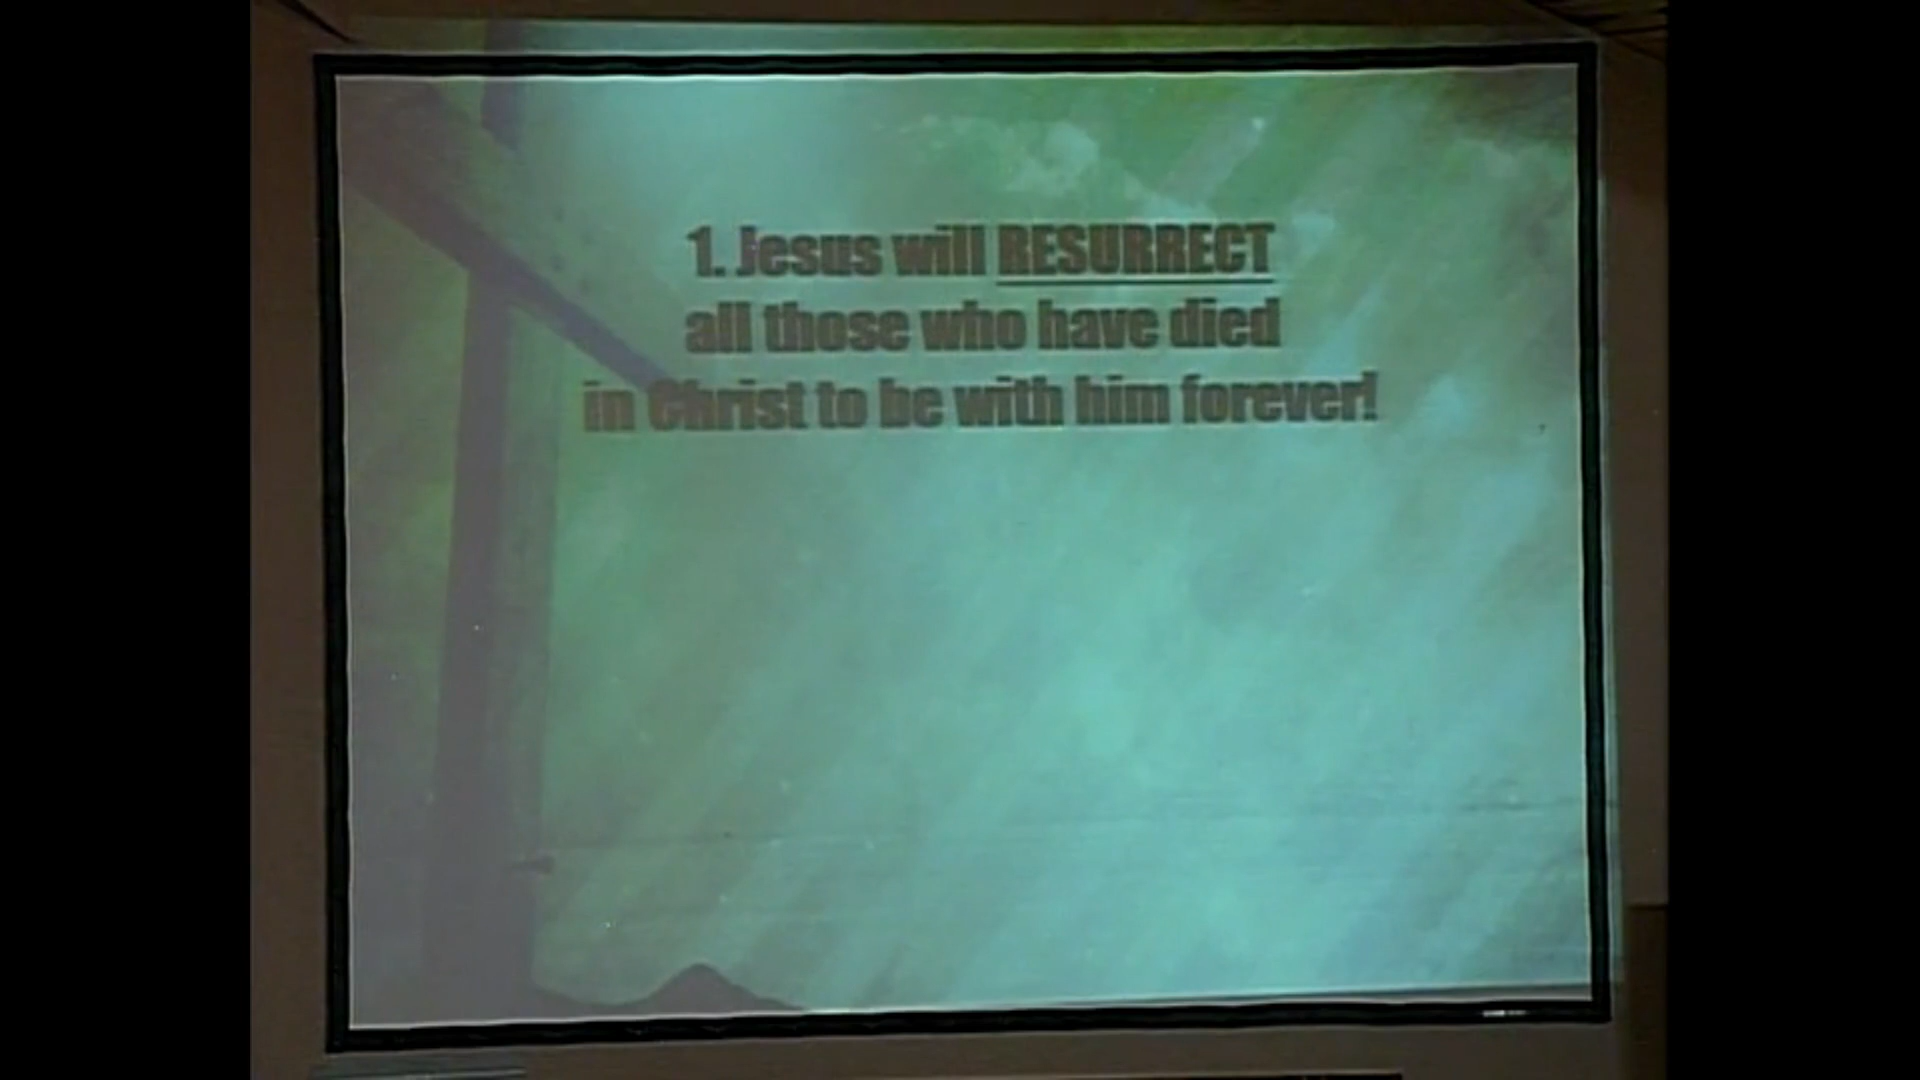 1. Jesus will RESURRECT
all those who have died
in Christ to be with him forever!